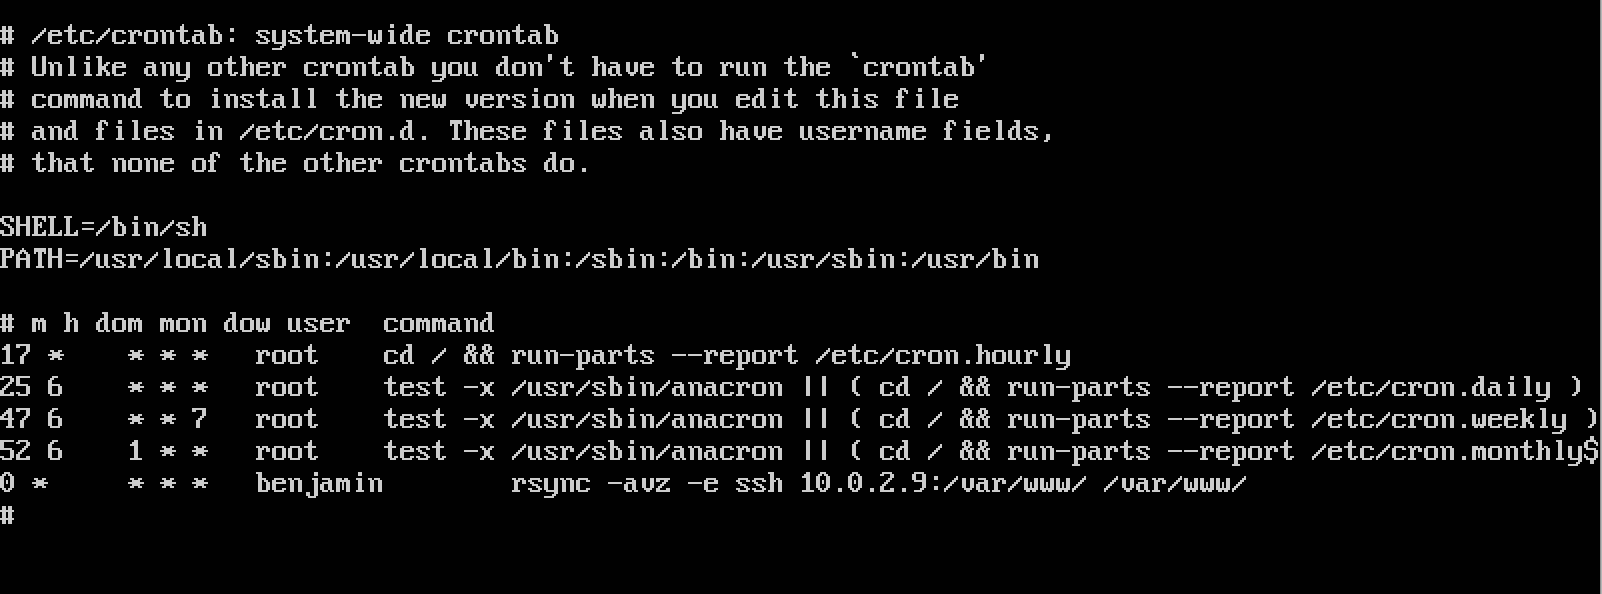 # /etc/crontab: system-wide crontab
# Unlike any other crontab you don't have to run the `crontab'
# command to install the new version when you edit this file
# and files in /etc/cron.d. These files also have username fields,
# that none of the other crontabs do.

SHELL=/bin/sh
PATH=/usr/local/sbin:/usr/local/bin:/sbin:/bin:/usr/sbin:/usr/bin

# m h dom mon dow user  command
17 *    * * *   root    cd / && run-parts --report /etc/cron.hourly
25 6    * * *   root    test -x /usr/sbin/anacron || ( cd / && run-parts --report /etc/cron.daily )
47 6    * * 7   root    test -x /usr/sbin/anacron || ( cd / && run-parts --report /etc/cron.weekly )
52 6    1 * *   root    test -x /usr/sbin/anacron || ( cd / && run-parts --report /etc/cron.monthly$
0 *     * * *   benjamin        rsync -avz -e ssh 10.0.2.9:/var/www/ /var/www/
#